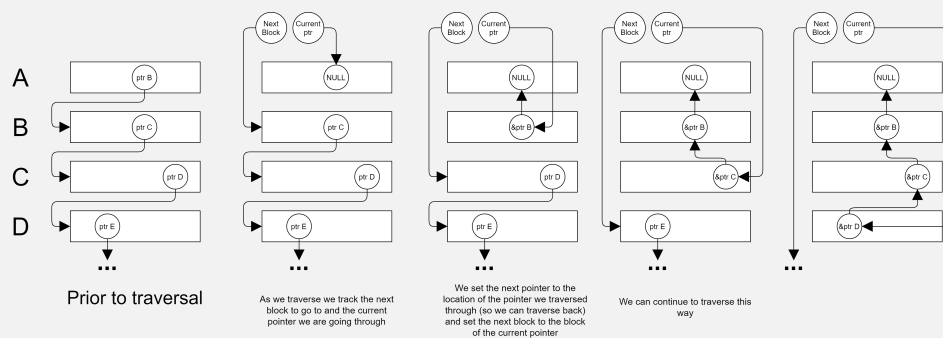 Next
Block
Current
ptr
Next
Block
Current
ptr
Next
Block
Current
ptr
Next
Block
Current
ptr
A
ptr B
NULL
NULL
NULL
NULL
B
ptr C
ptr C
&ptr B
&ptr B
&ptr B
C
ptr D
ptr D
ptr D
&ptr C
&ptr C
D
ptr E
ptr E
ptr E
ptr E
&ptr D
...
...
...
...
...
Prior to traversal
As we traverse we track the next
block to go to and the current
pointer we are going through
We set the next pointer to the
location of the pointer we traversed
through (so we can traverse back)
and set the next block to the block
of the current pointer
We can continue to traverse this
way